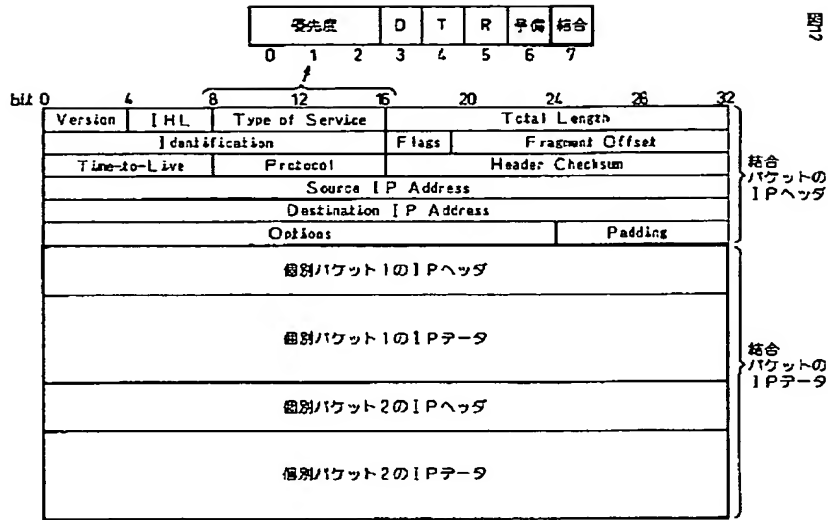 図12
優先度 D T R 予備 結合
0 1 2 3 4 5 6 7
bit 0 4 8 12 16 20 24 28 32
Version IHL Type of Service Total Length
Identification Flags Fragment Offset
Time-to-Live Protocol Header Checksum
Source IP Address
Destination IP Address
Options Padding
結合
パケットの
IPヘッダ
個別パケット1のIPヘッダ
個別パケット1のIPデータ
個別パケット2のIPヘッダ
個別パケット2のIPデータ
結合
パケットの
IPデータ